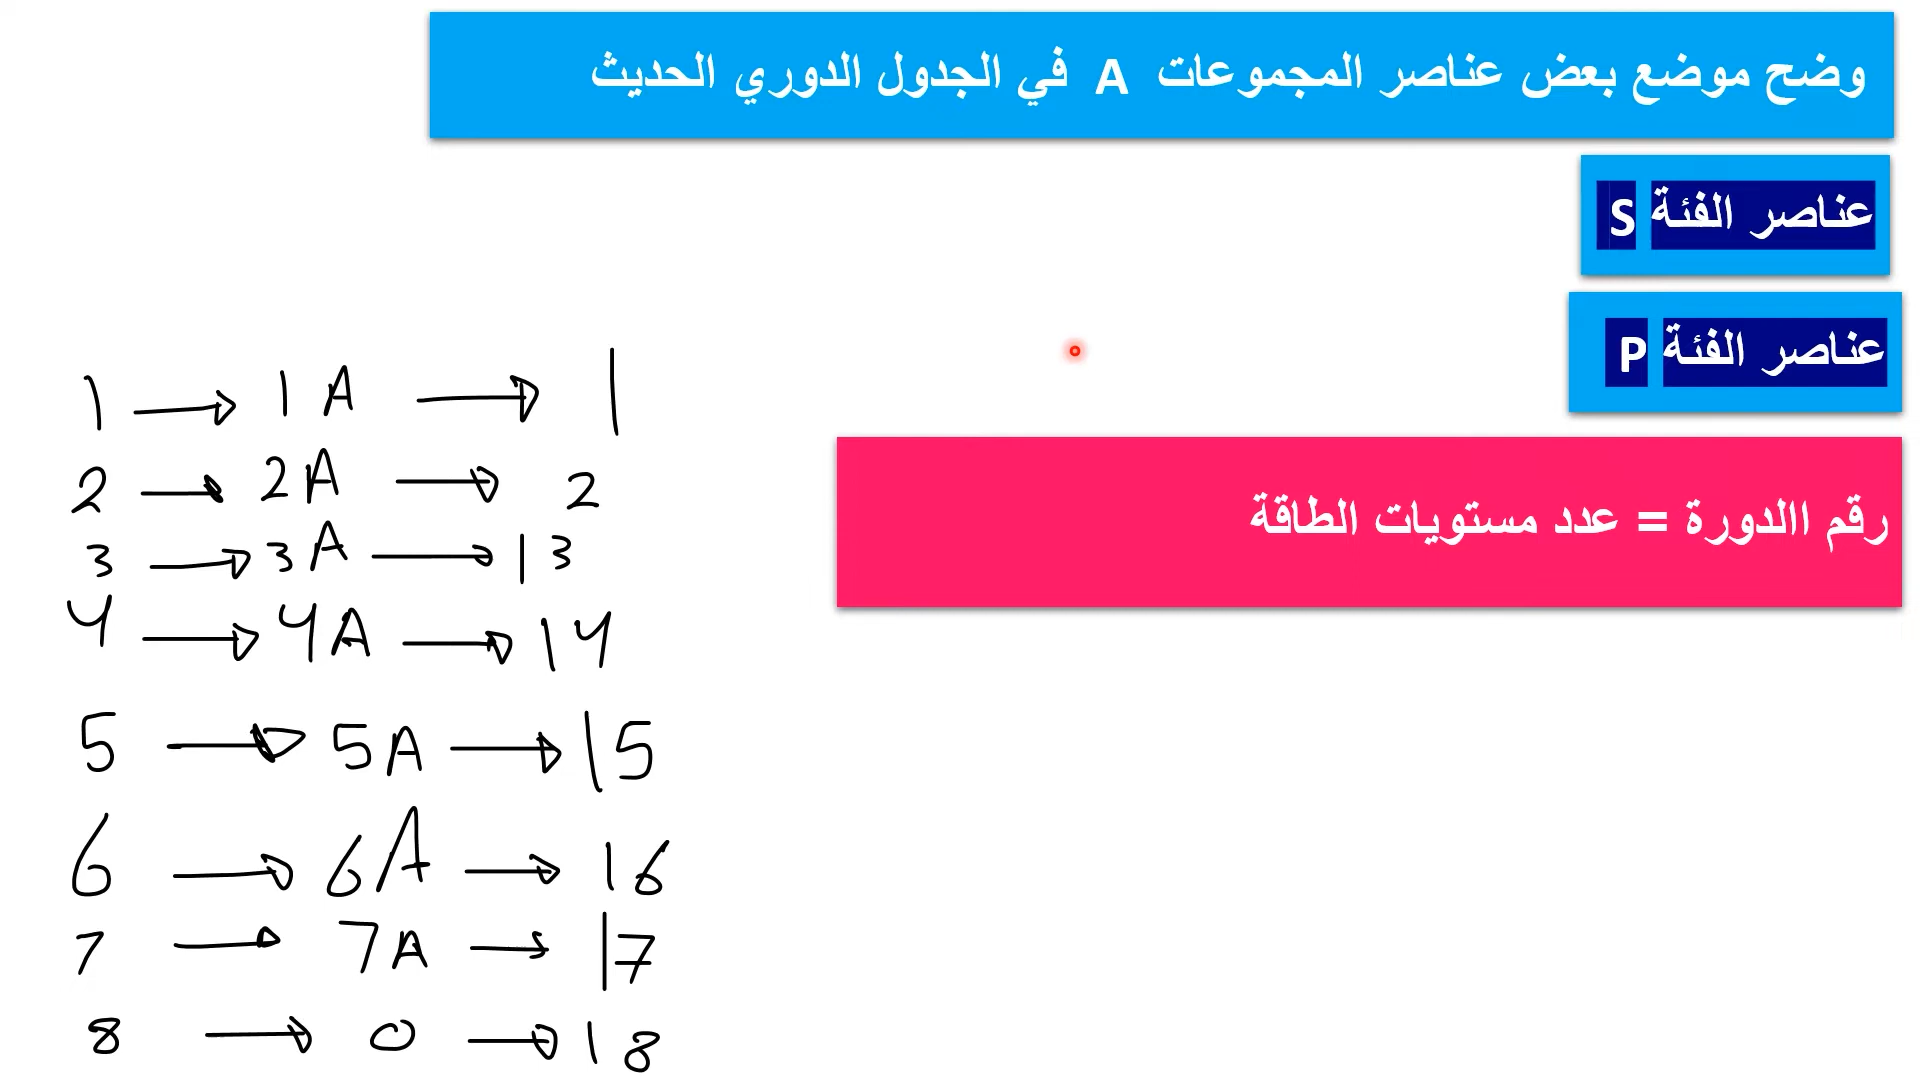 وضح موضع بعض عناصر المجموعات A في الجدول الدوري الحديث
عناصر الفئة S
عناصر الفئة P
رقم االدورة = عدد مستويات الطاقة
1 → 1A → 1
2 → 2A → 2
3 → 3A → 13
4 → 4A → 14
5 → 5A → 15
6 → 6A → 16
7 → 7A → 17
8 → 0 → 18